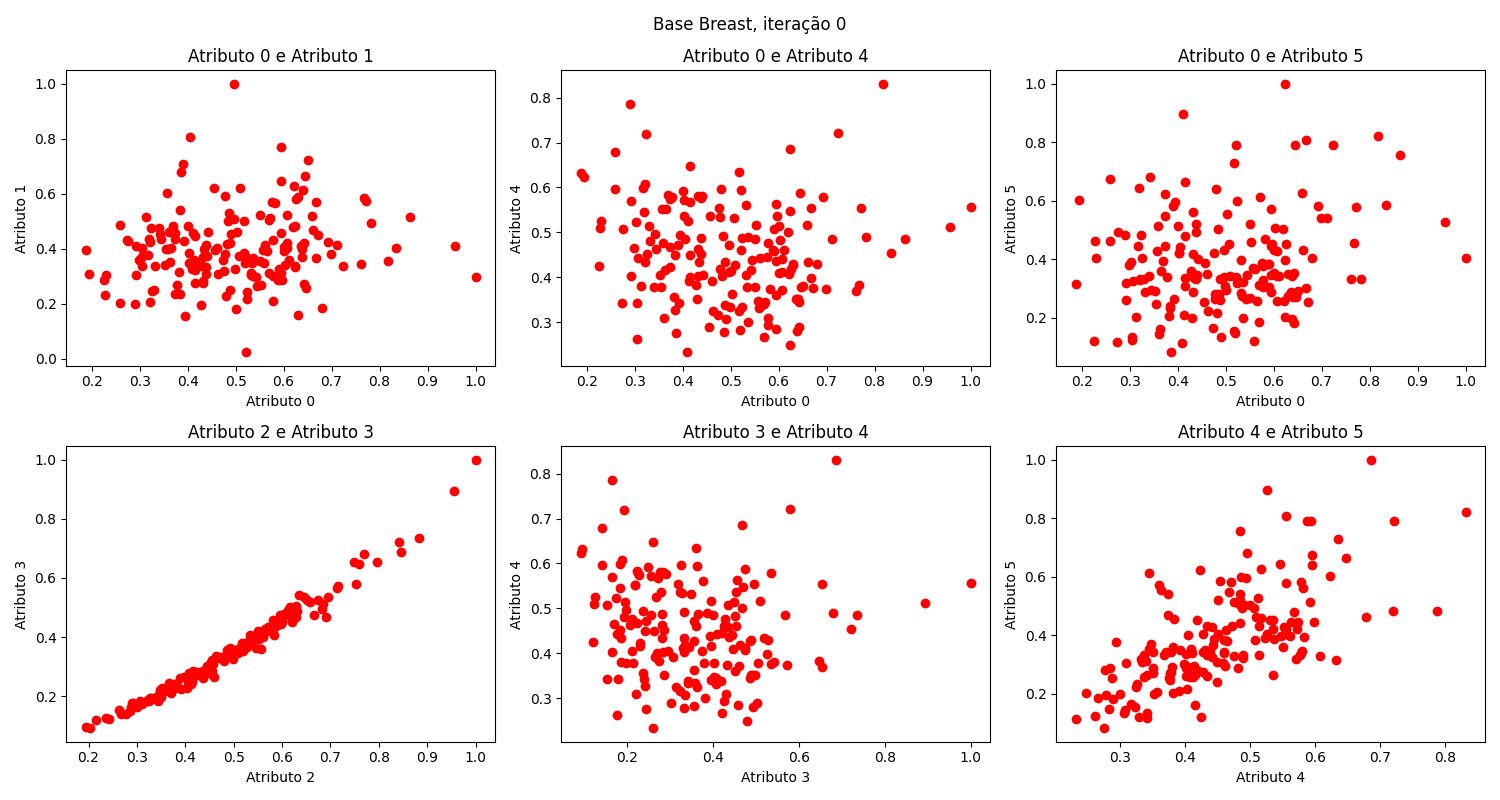 Base Breast, iteração 0
Atributo 0 e Atributo 1
Atributo 1
1.0
0.8
0.6
0.4
0.2
0.0
0.2 0.3 0.4 0.5 0.6 0.7 0.8 0.9 1.0
Atributo 0
Atributo 0 e Atributo 4
Atributo 4
0.8
0.7
0.6
0.5
0.4
0.3
0.2 0.3 0.4 0.5 0.6 0.7 0.8 0.9 1.0
Atributo 0
Atributo 0 e Atributo 5
Atributo 5
1.0
0.8
0.6
0.4
0.2
0.2 0.3 0.4 0.5 0.6 0.7 0.8 0.9 1.0
Atributo 0
Atributo 2 e Atributo 3
Atributo 3
1.0
0.8
0.6
0.4
0.2
0.2 0.3 0.4 0.5 0.6 0.7 0.8 0.9 1.0
Atributo 2
Atributo 3 e Atributo 4
Atributo 4
0.8
0.7
0.6
0.5
0.4
0.3
0.2 0.4 0.6 0.8 1.0
Atributo 3
Atributo 4 e Atributo 5
Atributo 5
1.0
0.8
0.6
0.4
0.2
0.3 0.4 0.5 0.6 0.7 0.8
Atributo 4